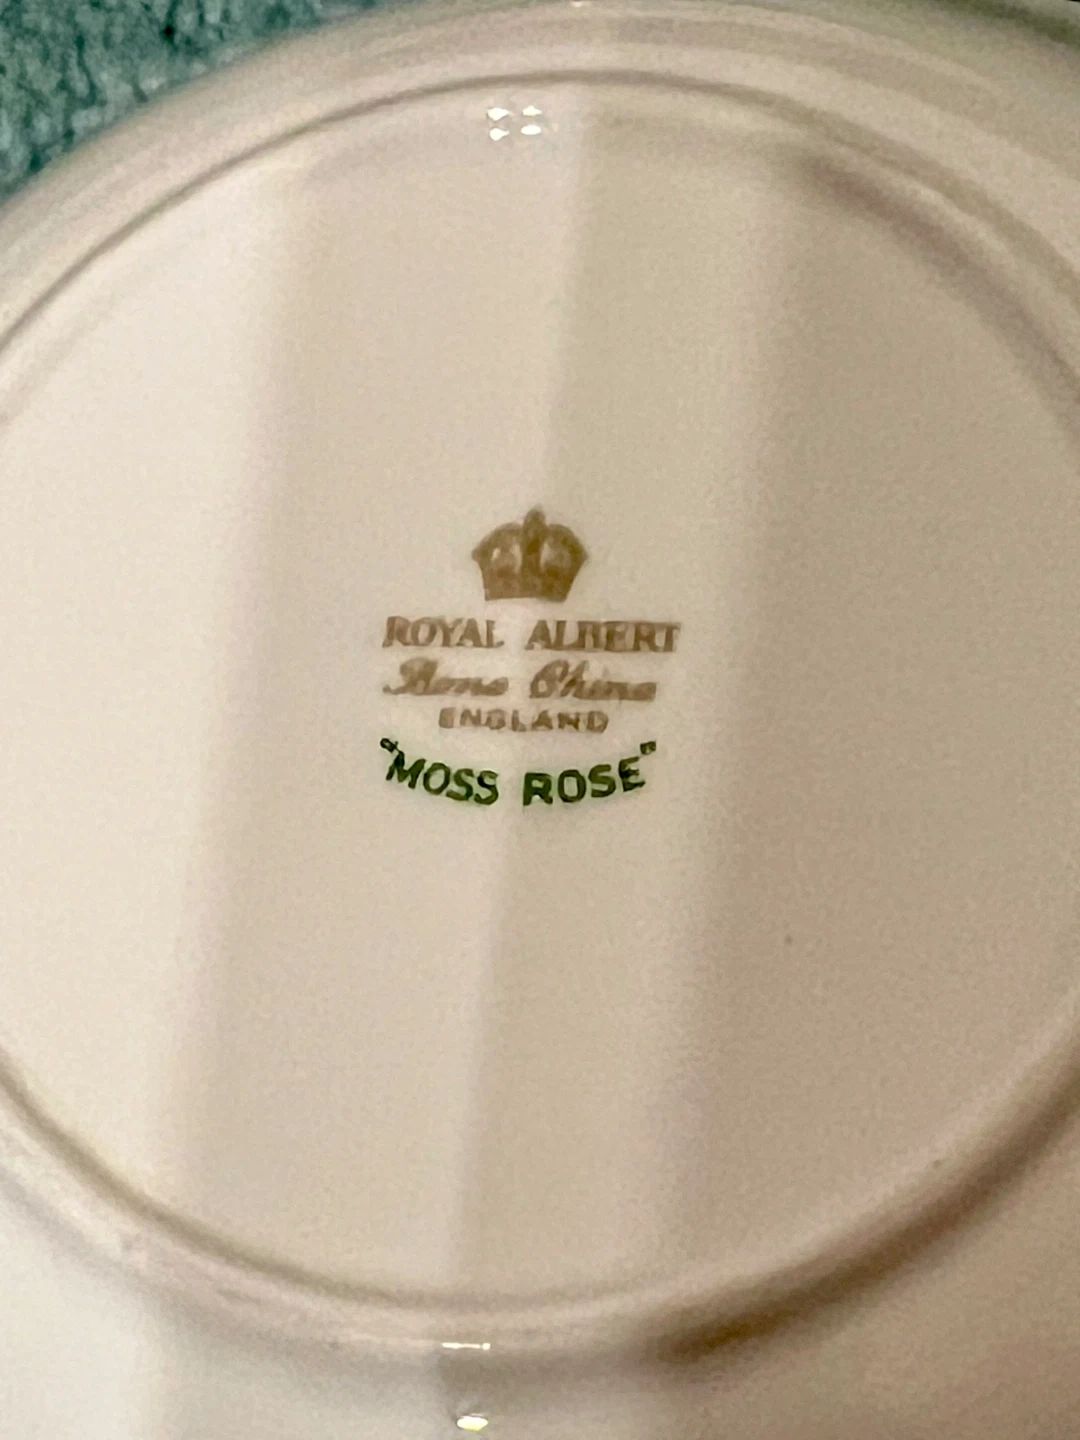 ROYAL ALBERT
Bone China
ENGLAND
"MOSS ROSE"